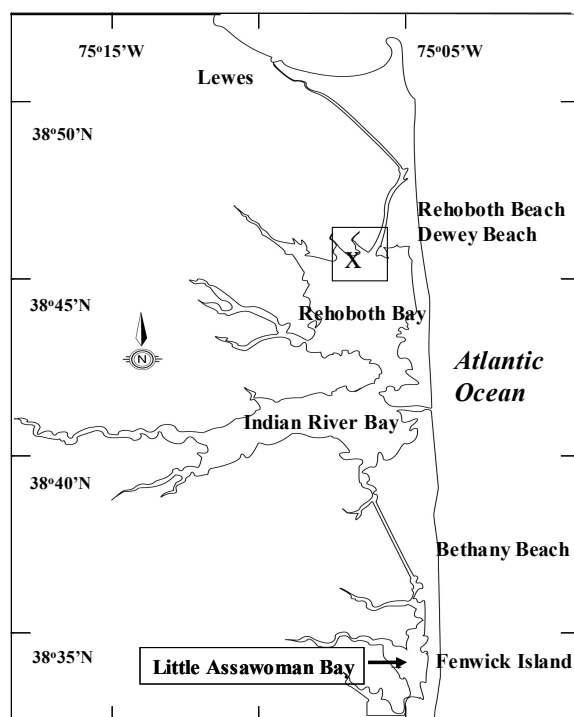 75°15'W
75°05'W
Lewes
38°50'N
Rehoboth Beach
Dewey Beach
X
38°45'N
Rehoboth Bay
N
Atlantic
Ocean
Indian River Bay
38°40'N
Bethany Beach
38°35'N
Little Assawoman Bay
Fenwick Island